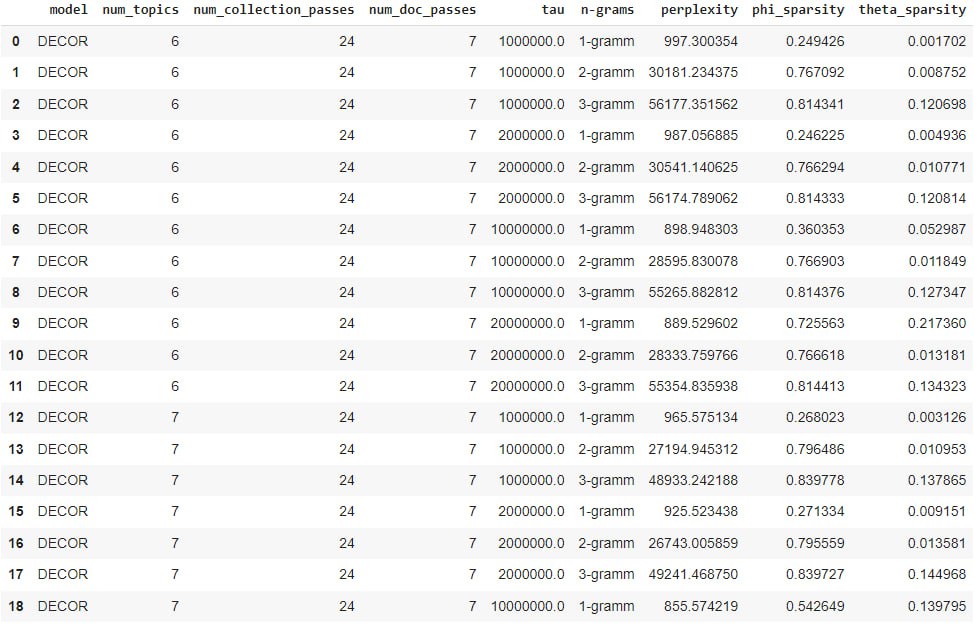 model num_topics num_collection_passes num_doc_passes tau n-grams perplexity phi_sparsity theta_sparsity
0 DECOR 6 24 7 1000000.0 1-gramm 997.300354 0.249426 0.001702
1 DECOR 6 24 7 1000000.0 2-gramm 30181.234375 0.767092 0.008752
2 DECOR 6 24 7 1000000.0 3-gramm 56177.351562 0.814341 0.120698
3 DECOR 6 24 7 2000000.0 1-gramm 987.056885 0.246225 0.004936
4 DECOR 6 24 7 2000000.0 2-gramm 30541.140625 0.766294 0.010771
5 DECOR 6 24 7 2000000.0 3-gramm 56174.789062 0.814333 0.120814
6 DECOR 6 24 7 10000000.0 1-gramm 898.948303 0.360353 0.052987
7 DECOR 6 24 7 10000000.0 2-gramm 28595.830078 0.766903 0.011849
8 DECOR 6 24 7 10000000.0 3-gramm 55265.882812 0.814376 0.127347
9 DECOR 6 24 7 20000000.0 1-gramm 889.529602 0.725563 0.217360
10 DECOR 6 24 7 20000000.0 2-gramm 28333.759766 0.766618 0.013181
11 DECOR 6 24 7 20000000.0 3-gramm 55354.835938 0.814413 0.134323
12 DECOR 7 24 7 1000000.0 1-gramm 965.575134 0.268023 0.003126
13 DECOR 7 24 7 1000000.0 2-gramm 27194.945312 0.796486 0.010953
14 DECOR 7 24 7 1000000.0 3-gramm 48933.242188 0.839778 0.137865
15 DECOR 7 24 7 2000000.0 1-gramm 925.523438 0.271334 0.009151
16 DECOR 7 24 7 2000000.0 2-gramm 26743.005859 0.795559 0.013581
17 DECOR 7 24 7 2000000.0 3-gramm 49241.468750 0.839727 0.144968
18 DECOR 7 24 7 10000000.0 1-gramm 855.574219 0.542649 0.139795